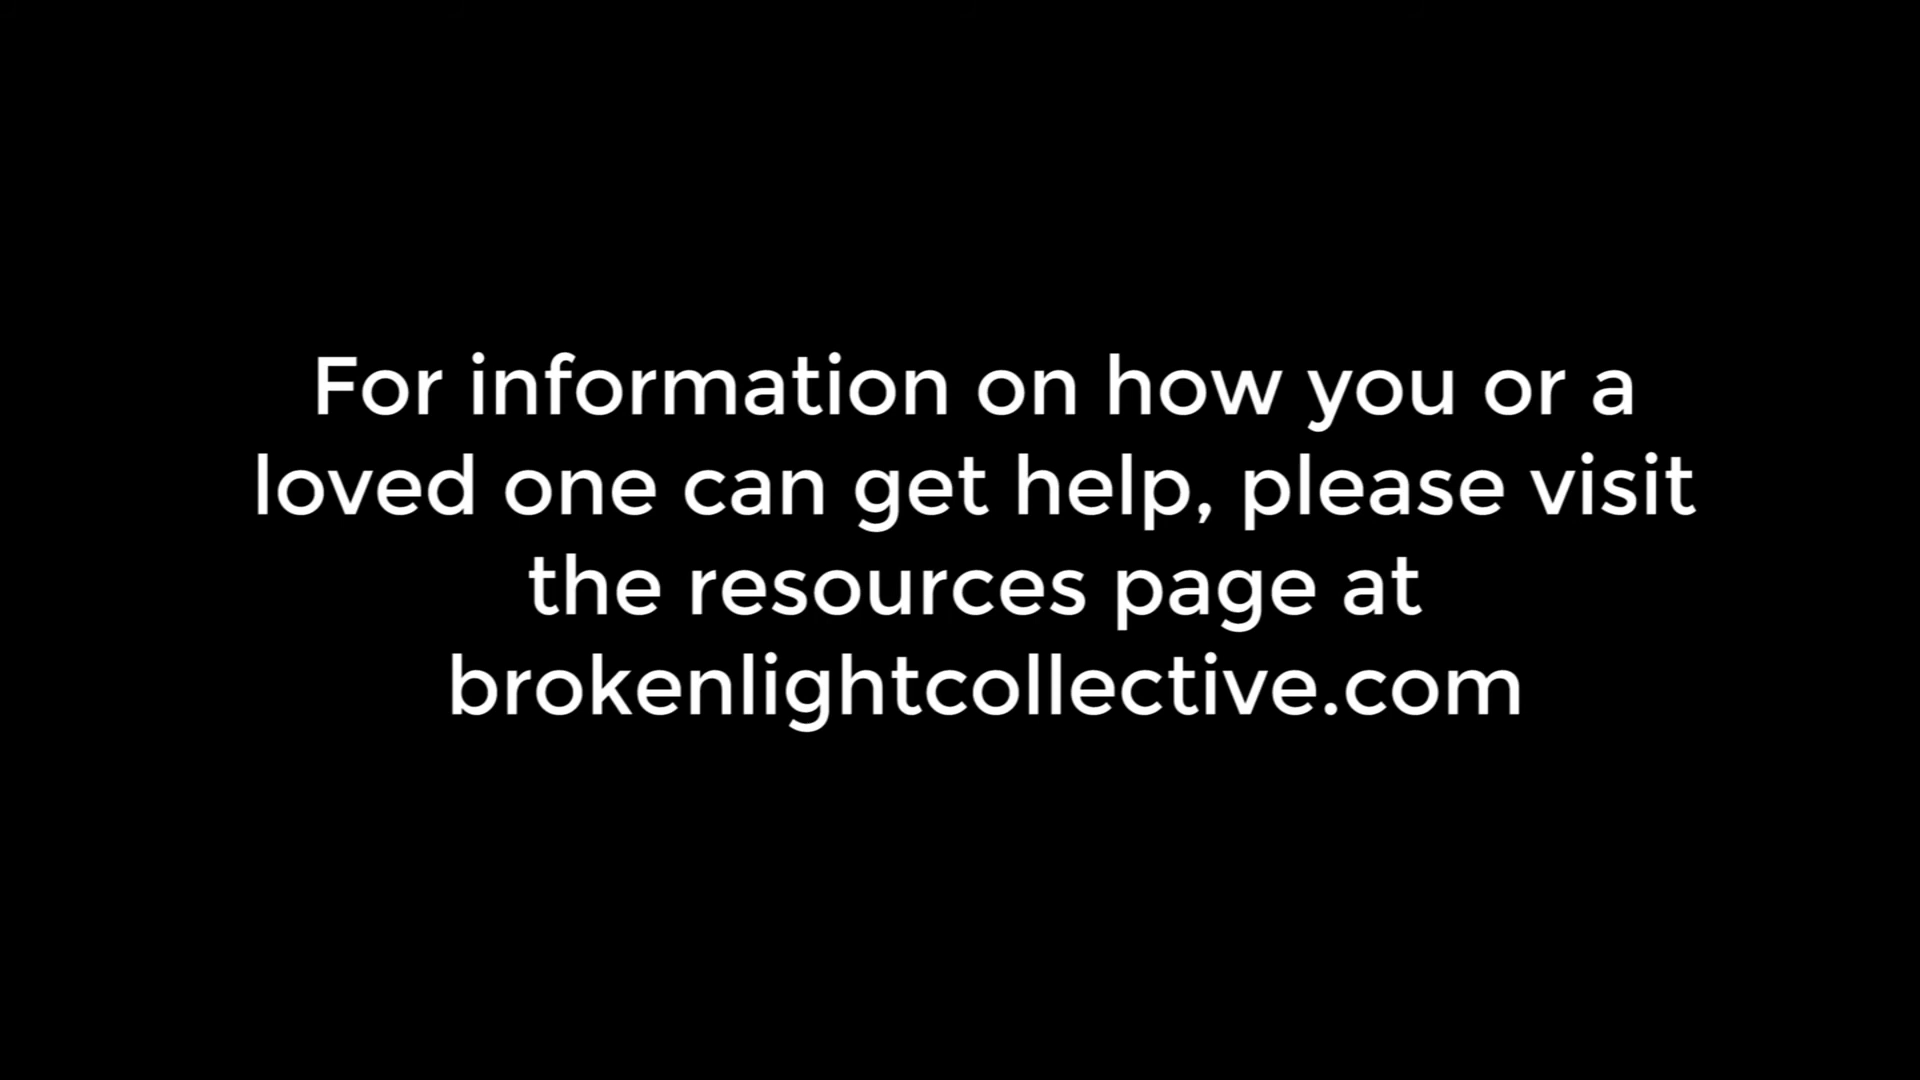 For information on how you or a
loved one can get help, please visit
the resources page at
brokenlightcollective.com